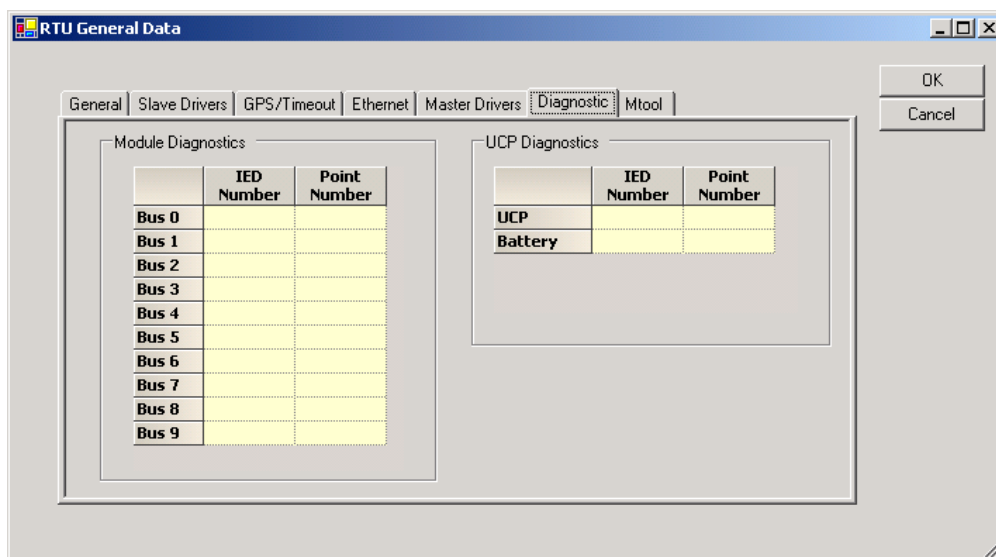 RTU General Data
OK
Cancel
General Slave Drivers GPS/Timeout Ethernet Master Drivers Diagnostic Mtool
Module Diagnostics
IED Number Point Number
Bus 0
Bus 1
Bus 2
Bus 3
Bus 4
Bus 5
Bus 6
Bus 7
Bus 8
Bus 9
UCP Diagnostics
IED Number Point Number
UCP
Battery